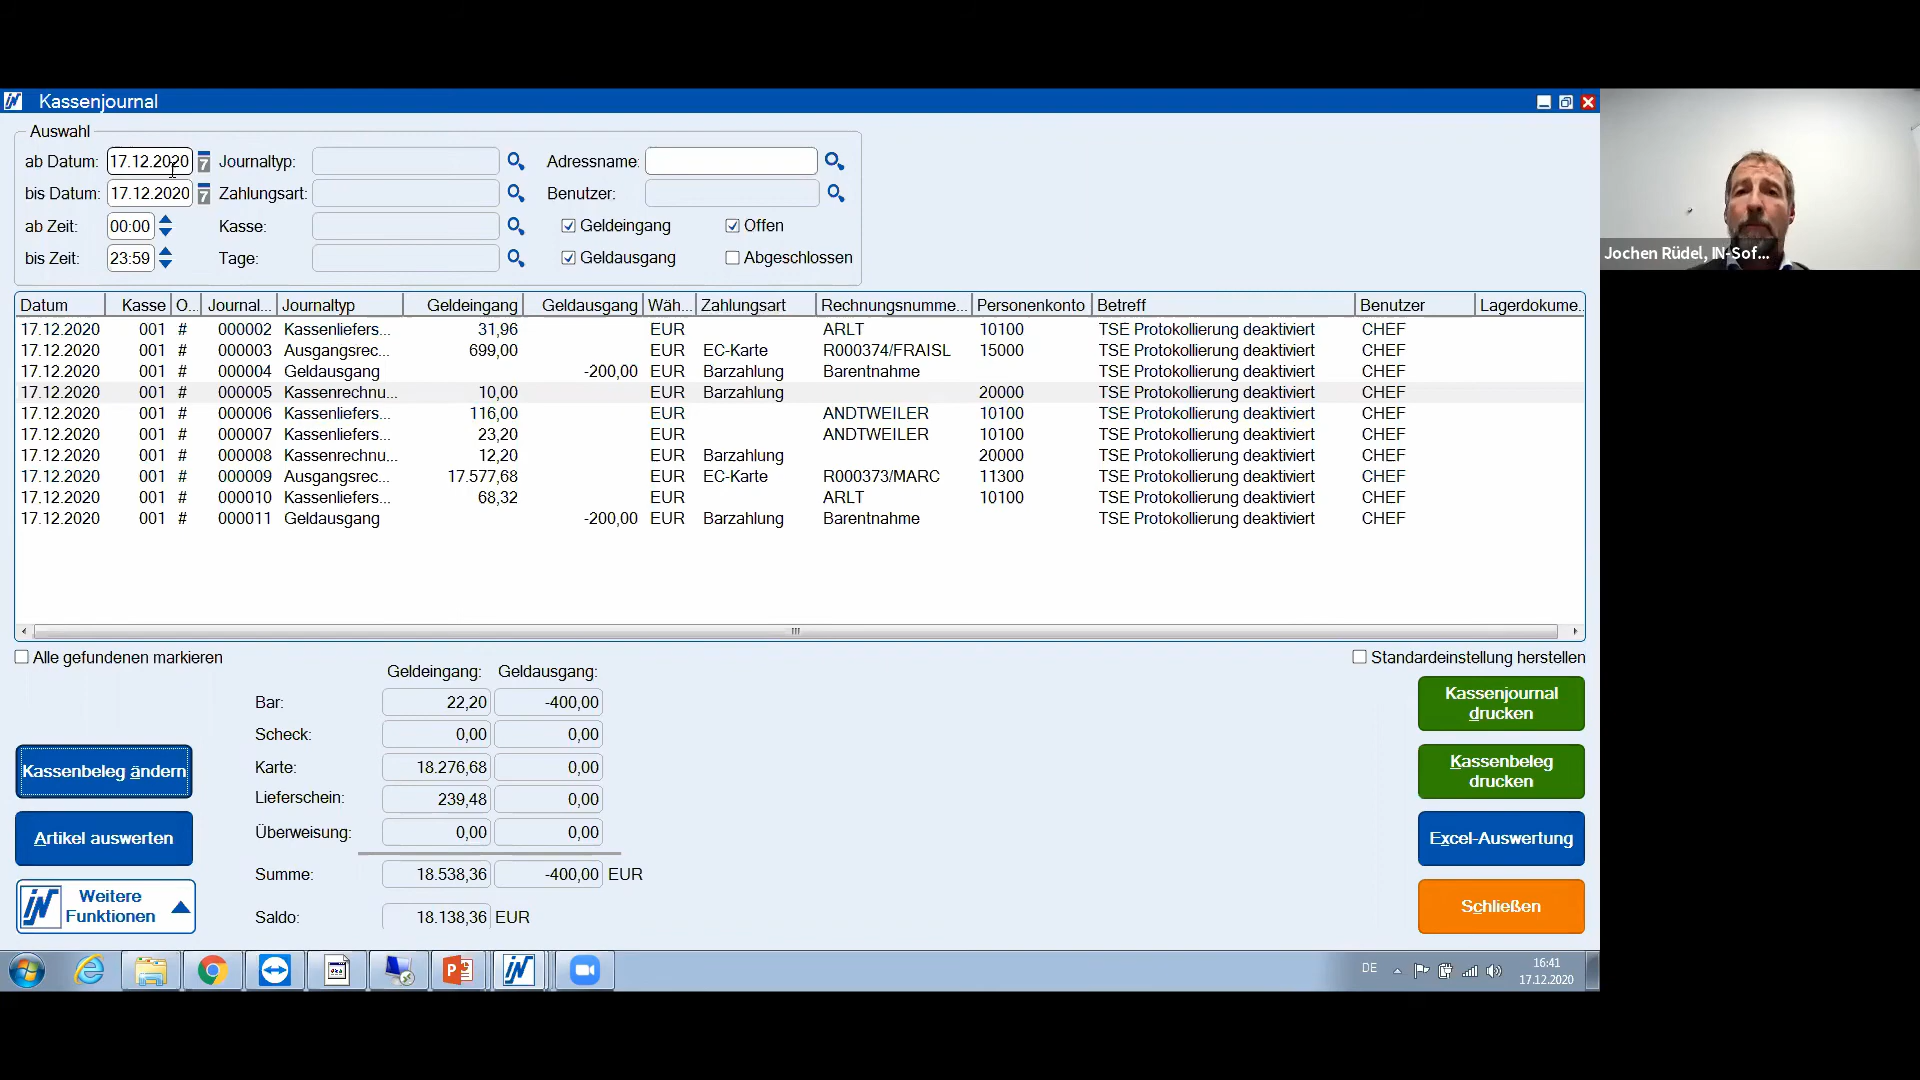 Kassenjournal
Auswahl
ab Datum: 17.12.2020 7 Journaltyp: Adressname:
bis Datum: 17.12.2020 7 Zahlungsart: Benutzer:
ab Zeit: 00:00 Kasse: Geldeingang Offen
bis Zeit: 23:59 Tage: Geldausgang Abgeschlossen
Datum Kasse O... Journal... Journaltyp Geldeingang Geldausgang Wäh... Zahlungsart Rechnungsnumme... Personenkonto Betreff Benutzer Lagerdokume...
17.12.2020 001 # 000002 Kassenliefers... 31,96 EUR ARLT 10100 TSE Protokollierung deaktiviert CHEF
17.12.2020 001 # 000003 Ausgangsrec... 699,00 EUR EC-Karte R000374/FRAISL 15000 TSE Protokollierung deaktiviert CHEF
17.12.2020 001 # 000004 Geldausgang -200,00 EUR Barzahlung Barentnahme TSE Protokollierung deaktiviert CHEF
17.12.2020 001 # 000005 Kassenrechnu... 10,00 EUR Barzahlung 20000 TSE Protokollierung deaktiviert CHEF
17.12.2020 001 # 000006 Kassenliefers... 116,00 EUR ANDTWEILER 10100 TSE Protokollierung deaktiviert CHEF
17.12.2020 001 # 000007 Kassenliefers... 23,20 EUR ANDTWEILER 10100 TSE Protokollierung deaktiviert CHEF
17.12.2020 001 # 000008 Kassenrechnu... 12,20 EUR Barzahlung 20000 TSE Protokollierung deaktiviert CHEF
17.12.2020 001 # 000009 Ausgangsrec... 17.577,68 EUR EC-Karte R000373/MARC 11300 TSE Protokollierung deaktiviert CHEF
17.12.2020 001 # 000010 Kassenliefers... 68,32 EUR ARLT 10100 TSE Protokollierung deaktiviert CHEF
17.12.2020 001 # 000011 Geldausgang -200,00 EUR Barzahlung Barentnahme TSE Protokollierung deaktiviert CHEF
Alle gefundenen markieren
Standardeinstellung herstellen
Geldeingang: Geldausgang:
Bar: 22,20 -400,00
Scheck: 0,00 0,00
Karte: 18.276,68 0,00
Lieferschein: 239,48 0,00
Überweisung: 0,00 0,00
Summe: 18.538,36 -400,00 EUR
Saldo: 18.138,36 EUR
Kassenbeleg ändern
Artikel auswerten
Weitere
Funktionen
Kassenjournal
drucken
Kassenbeleg
drucken
Excel-Auswertung
Schließen
DE
16:41
17.12.2020
Jochen Rüdel, IN-Sof...